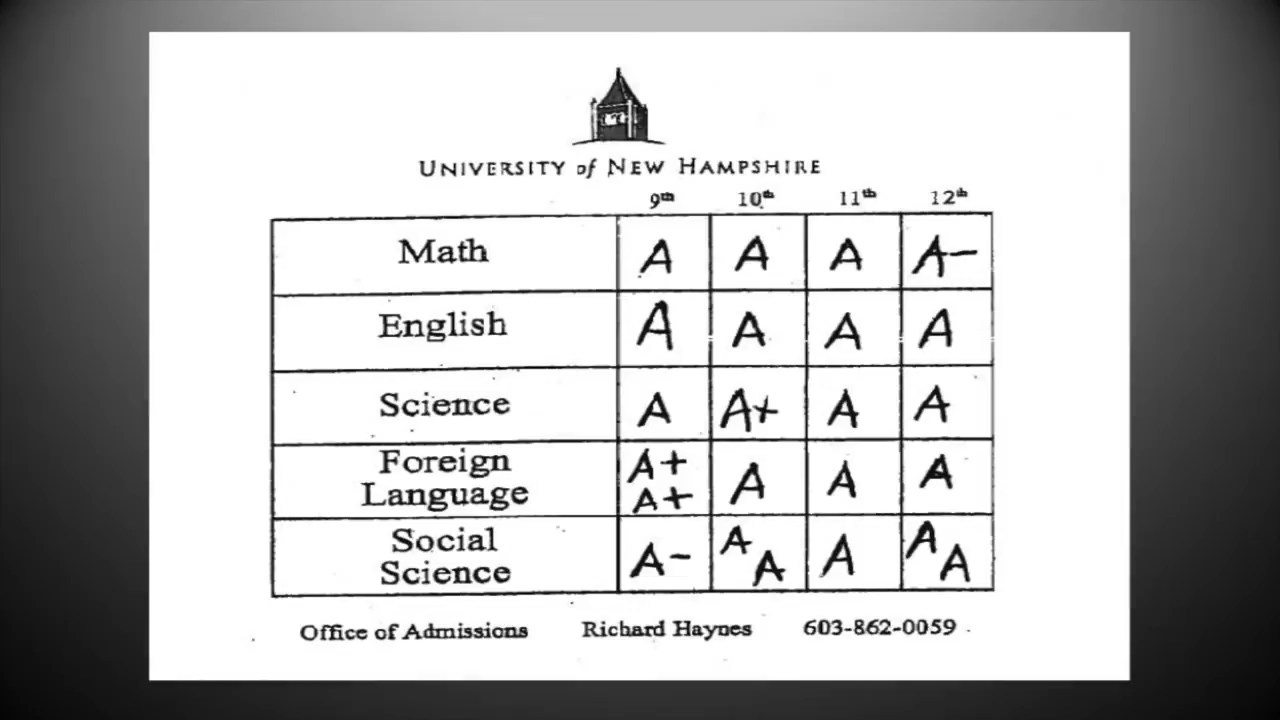 UNIVERSITY of NEW HAMPSHIRE
9th 10th 11th 12th
Math A A A A-
English A A A A
Science A A+ A A
Foreign Language A+ A+ A A A
Social Science A- A A A A A
Office of Admissions Richard Haynes 603-862-0059